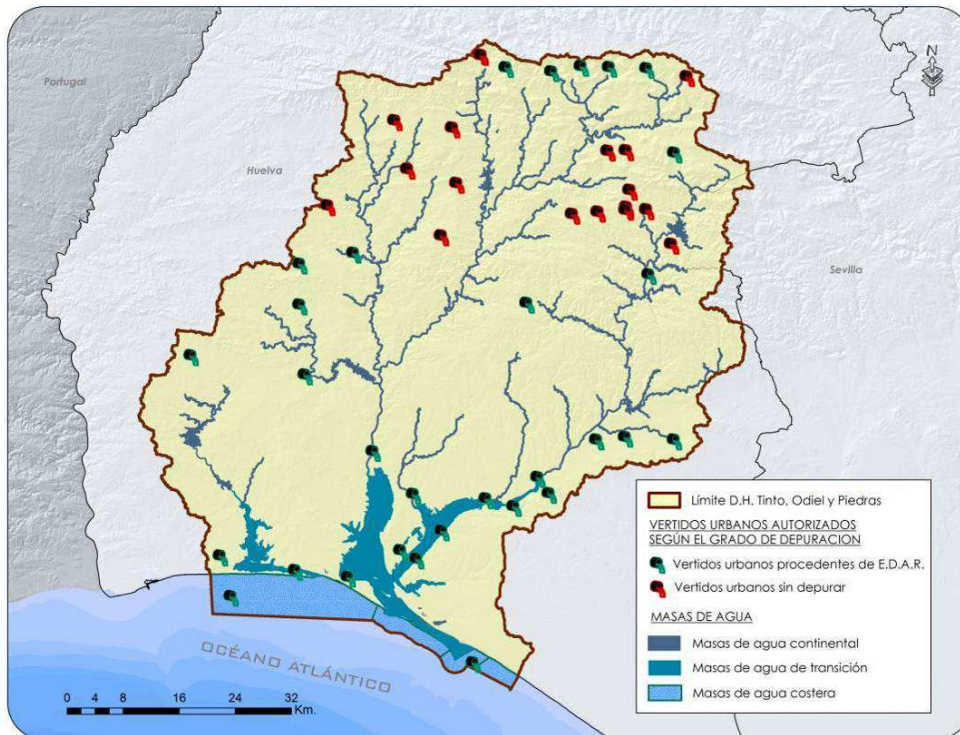 Portugal
N
Huelva
Sevilla
OCÉANO ATLÁNTICO
0 4 8 16 24 32
Km.
Límite D.H. Tinto, Odiel y Piedras
VERTIDOS URBANOS AUTORIZADOS
SEGÚN EL GRADO DE DEPURACION
Vertidos urbanos procedentes de E.D.A.R.
Vertidos urbanos sin depurar
MASAS DE AGUA
Masas de agua continental
Masas de agua de transición
Masas de agua costera